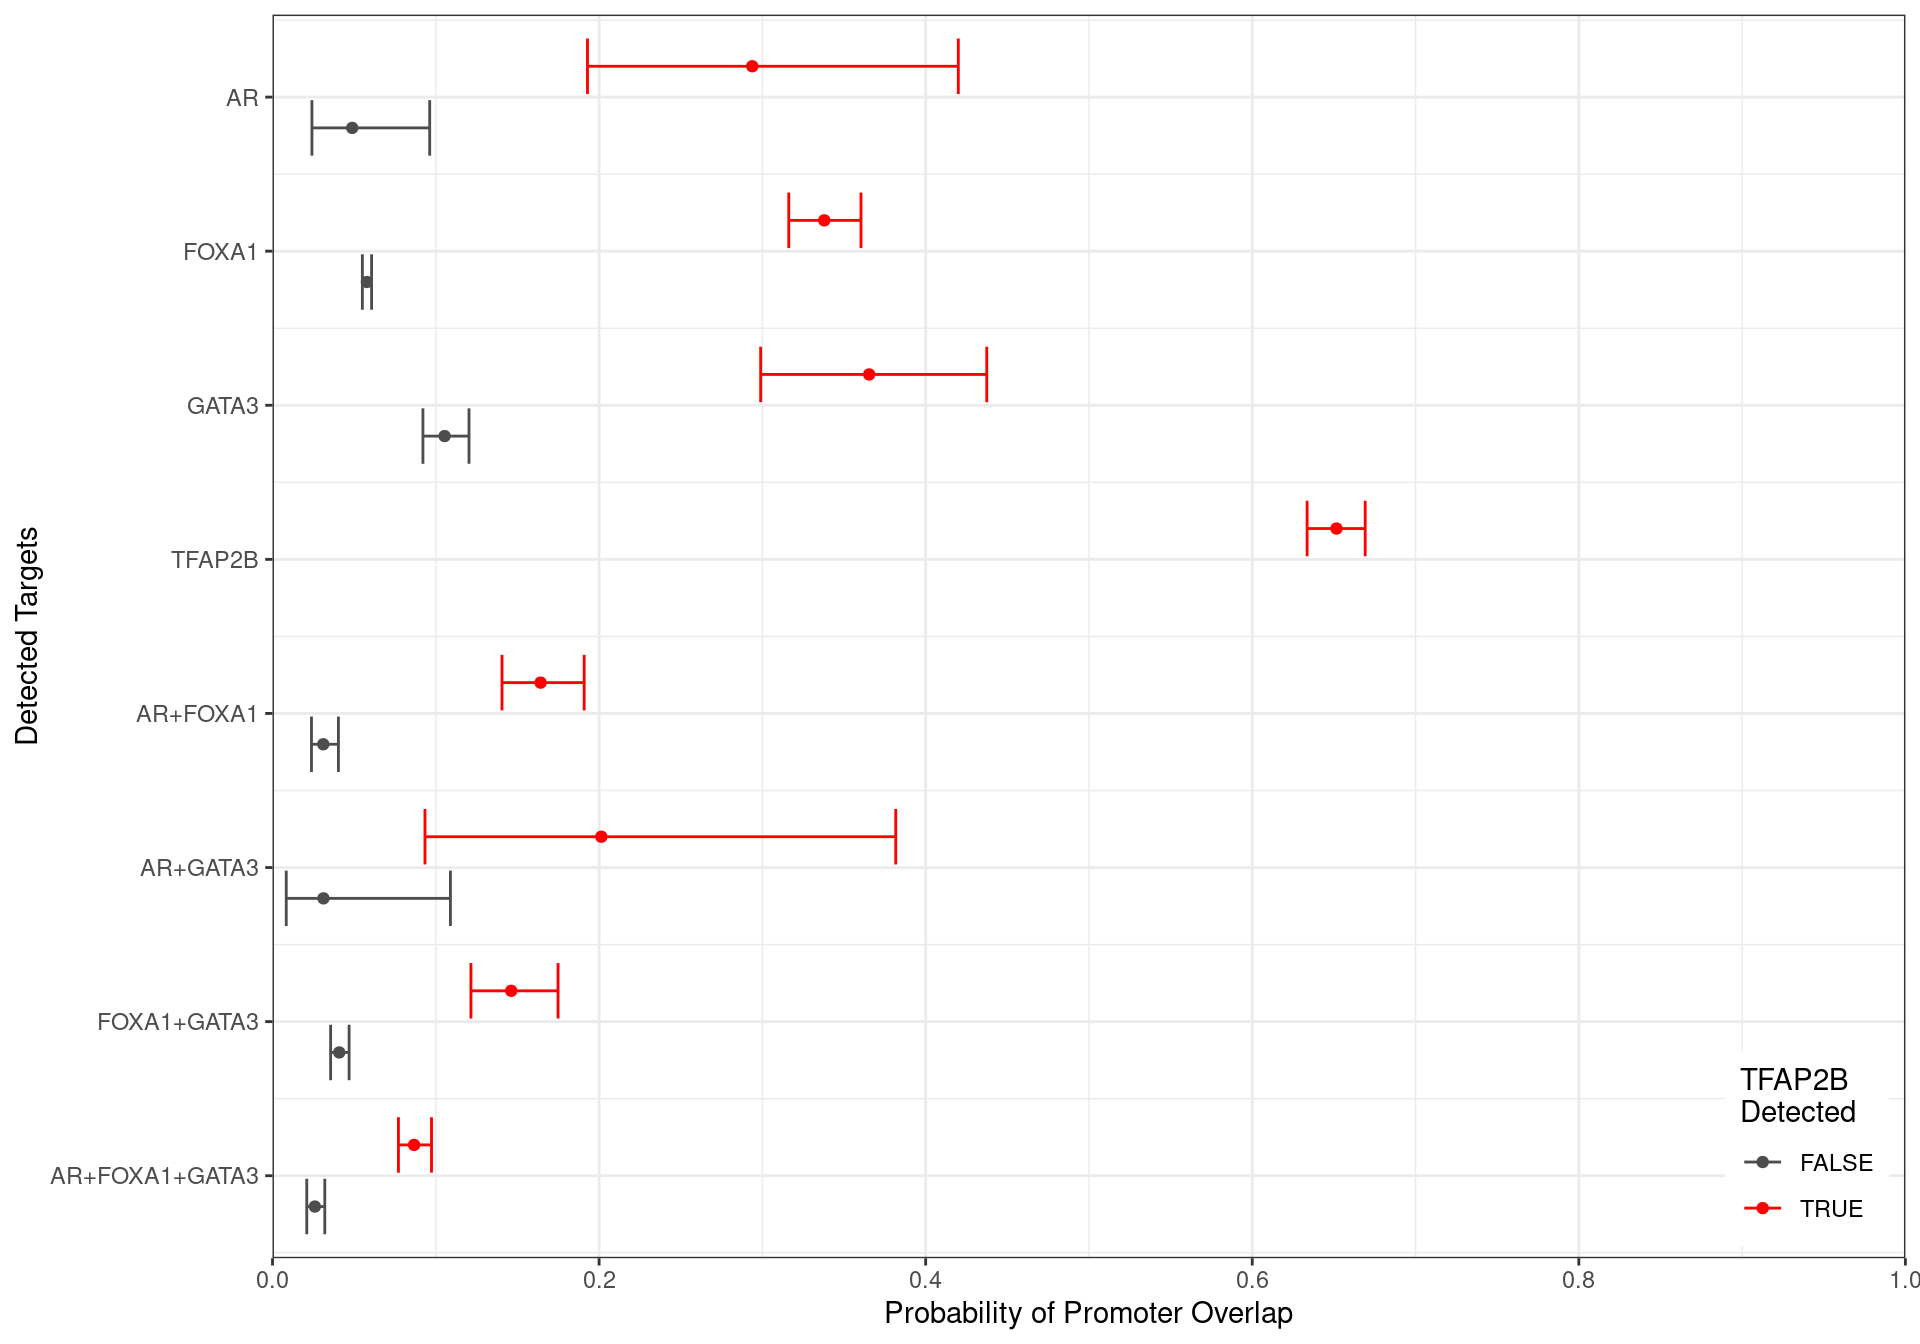 AR
FOXA1
GATA3
TFAP2B
AR+FOXA1
AR+GATA3
FOXA1+GATA3
AR+FOXA1+GATA3
Detected Targets
0.0
0.2
0.4
0.6
0.8
1.0
Probability of Promoter Overlap
TFAP2B
Detected
FALSE
TRUE